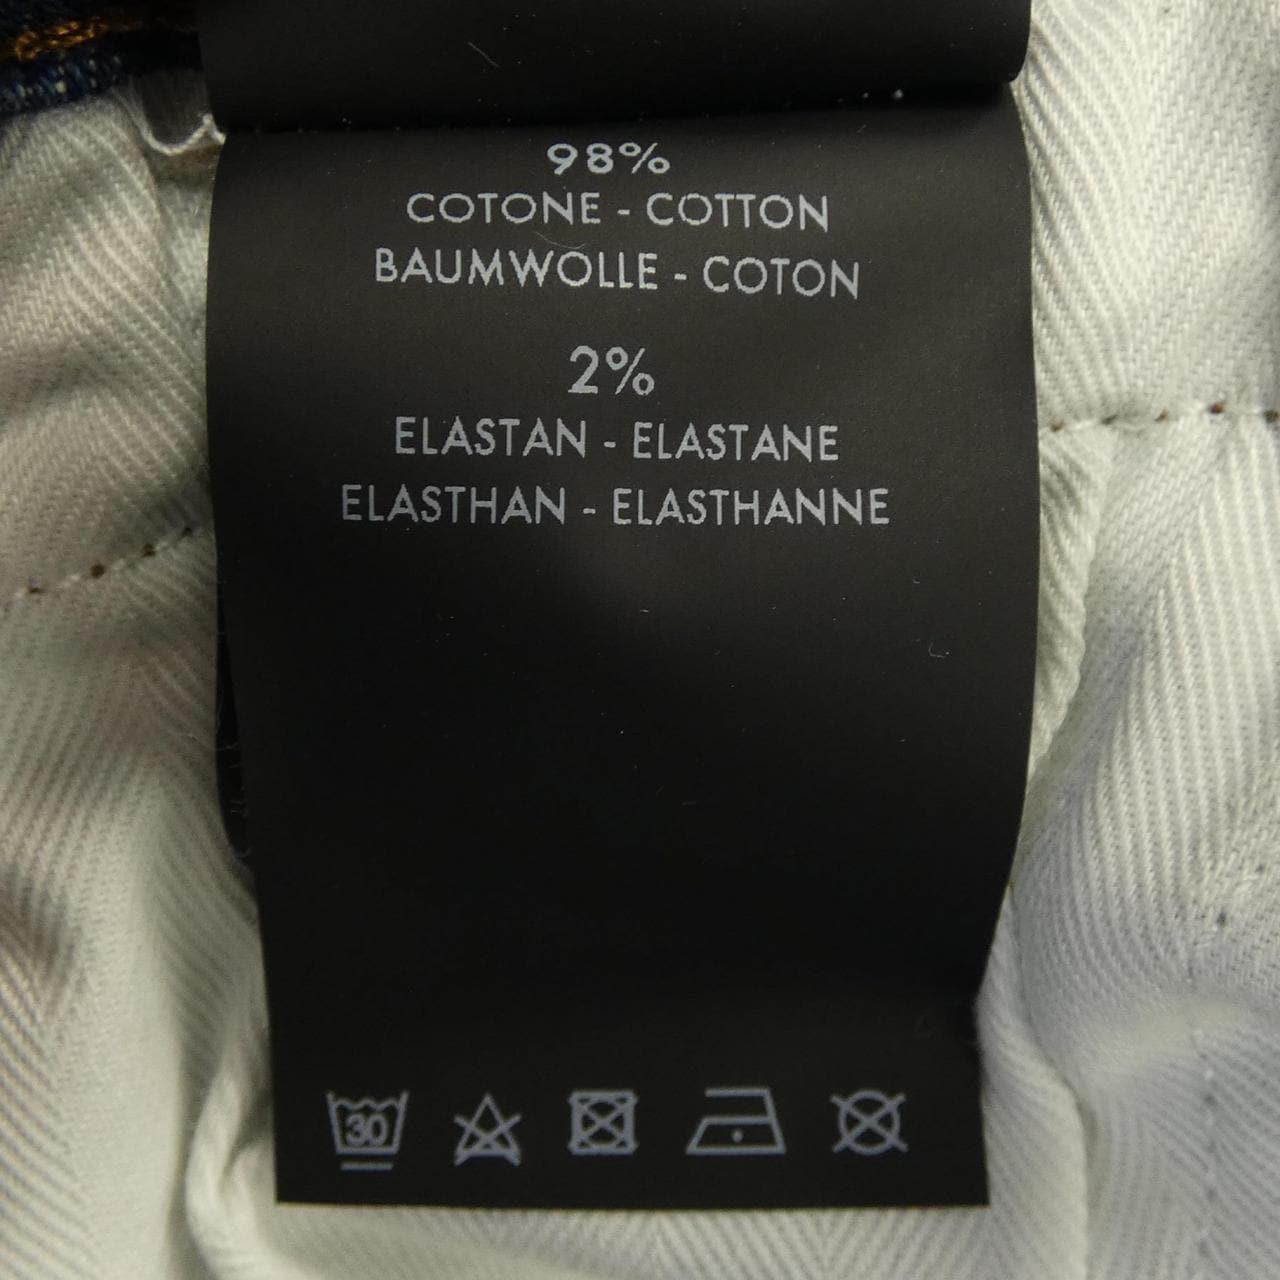 98%
COTONE - COTTON
BAUMWOLLE - COTON
2%
ELASTAN - ELASTANE
ELASTHAN - ELASTHANNE
30